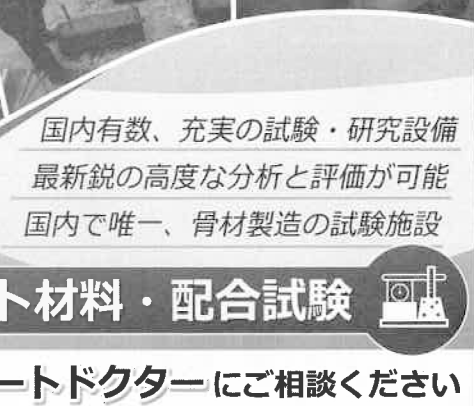 国内有数、充実の試験・研究設備
最新鋭の高度な分析と評価が可能
国内で唯一、骨材製造の試験施設
ト材料・配合試験
ートドクターにご相談ください